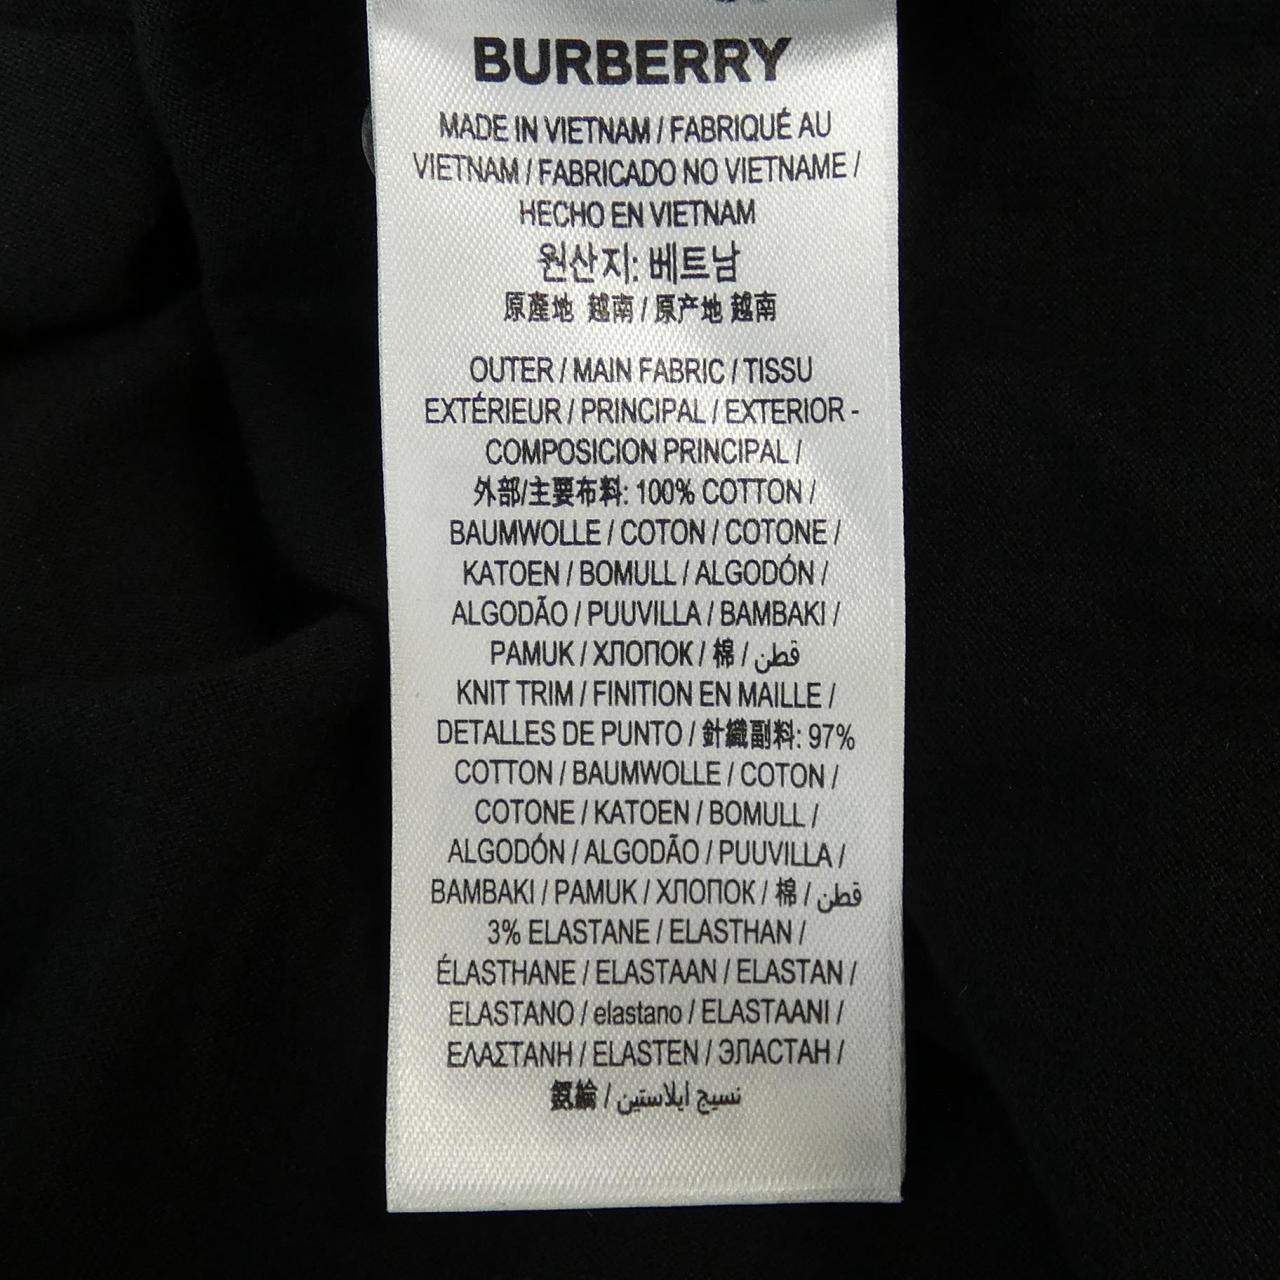 BURBERRY
MADE IN VIETNAM / FABRIQUÉ AU
VIETNAM / FABRICADO NO VIETNAME /
HECHO EN VIETNAM
원산지: 베트남
原產地 越南 / 原产地 越南
OUTER / MAIN FABRIC / TISSU
EXTÉRIEUR / PRINCIPAL / EXTERIOR -
COMPOSICION PRINCIPAL /
外部/主要布料: 100% COTTON /
BAUMWOLLE / COTON / COTONE /
KATOEN / BOMULL / ALGODÓN /
ALGODÃO / PUUVILLA / BAMBAKI /
PAMUK / ХЛОПОК / 棉 / قطن
KNIT TRIM / FINITION EN MAILLE /
DETALLES DE PUNTO / 針織副料: 97%
COTTON / BAUMWOLLE / COTON /
COTONE / KATOEN / BOMULL /
ALGODÓN / ALGODÃO / PUUVILLA /
BAMBAKI / PAMUK / ХЛОПОК / 棉 / قطن
3% ELASTANE / ELASTHAN /
ÉLASTHANE / ELASTAAN / ELASTAN /
ELASTANO / elastano / ELASTAANI /
ΕΛΑΣΤΑΝΗ / ELASTEN / ЭЛАСТАН /
氨綸 / نسيج ايلاستين